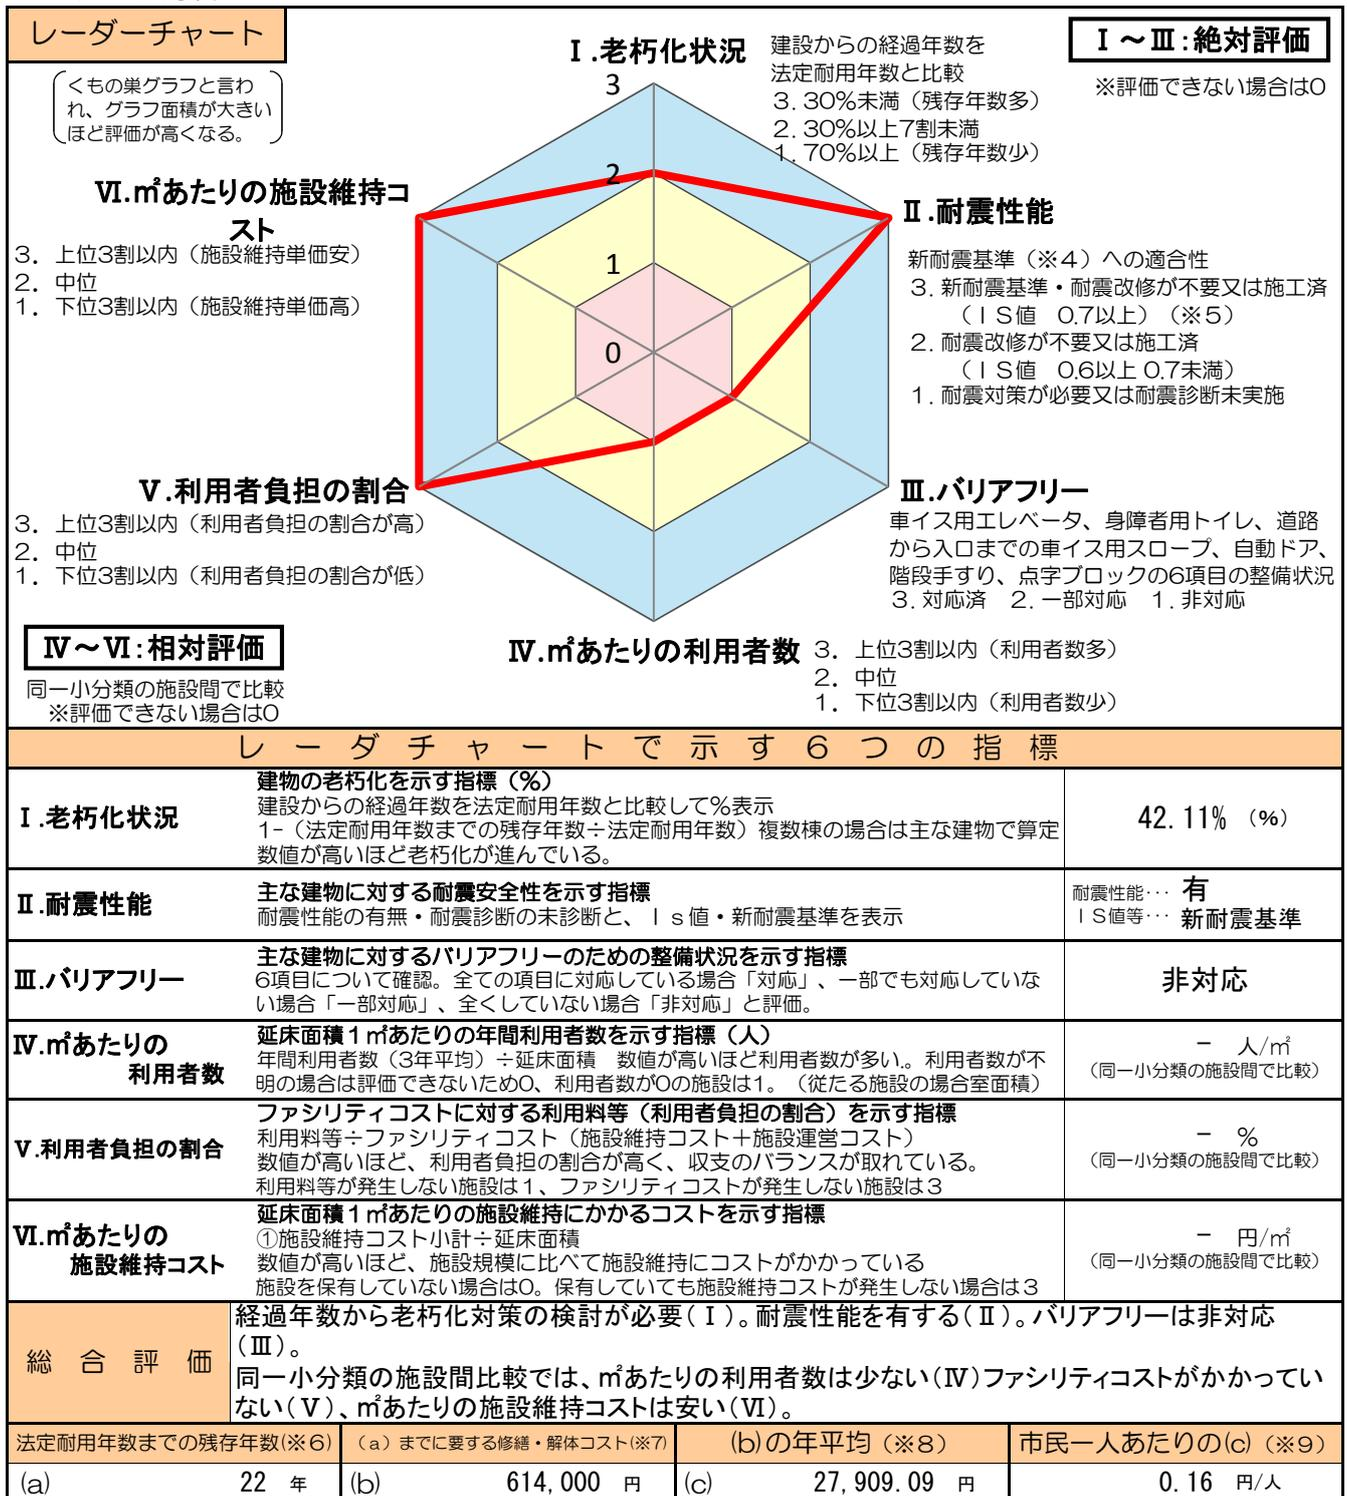 レーダーチャート
くもの巣グラフと言わ
れ、グラフ面積が大きい
ほど評価が高くなる。
Ⅰ.老朽化状況
建設からの経過年数を
法定耐用年数と比較
3. 30%未満（残存年数多）
2. 30%以上7割未満
1. 70%以上（残存年数少）
Ⅰ～Ⅲ:絶対評価
※評価できない場合は0
3
2
1
0
Ⅵ.㎡あたりの施設維持コ
スト
3. 上位3割以内（施設維持単価安）
2. 中位
1. 下位3割以内（施設維持単価高）
Ⅱ.耐震性能
新耐震基準（※４）への適合性
3. 新耐震基準・耐震改修が不要又は施工済
（ＩＳ値　0.7以上）（※５）
2. 耐震改修が不要又は施工済
（ＩＳ値　0.6以上 0.7未満）
1. 耐震対策が必要又は耐震診断未実施
Ⅴ.利用者負担の割合
3. 上位3割以内（利用者負担の割合が高）
2. 中位
1. 下位3割以内（利用者負担の割合が低）
Ⅲ.バリアフリー
車イス用エレベータ、身障者用トイレ、道路
から入口までの車イス用スロープ、自動ドア、
階段手すり、点字ブロックの6項目の整備状況
3. 対応済　2. 一部対応　1. 非対応
Ⅳ～Ⅵ:相対評価
同一小分類の施設間で比較
※評価できない場合は0
Ⅳ.㎡あたりの利用者数
3. 上位3割以内（利用者数多）
2. 中位
1. 下位3割以内（利用者数少）
レーダチャートで示す６つの指標
Ⅰ.老朽化状況
建物の老朽化を示す指標（％）
建設からの経過年数を法定耐用年数と比較して%表示
1-（法定耐用年数までの残存年数÷法定耐用年数）複数棟の場合は主な建物で算定
数値が高いほど老朽化が進んでいる。
42.11% （%）
Ⅱ.耐震性能
主な建物に対する耐震安全性を示す指標
耐震性能の有無・耐震診断の未診断と、Ｉｓ値・新耐震基準を表示
耐震性能… 有
ＩＳ値等… 新耐震基準
Ⅲ.バリアフリー
主な建物に対するバリアフリーのための整備状況を示す指標
6項目について確認。全ての項目に対応している場合「対応」、一部でも対応していな
い場合「一部対応」、全くしていない場合「非対応」と評価。
非対応
Ⅳ.㎡あたりの
利用者数
延床面積１㎡あたりの年間利用者数を示す指標（人）
年間利用者数（3年平均）÷延床面積　数値が高いほど利用者数が多い。利用者数が不
明の場合は評価できないため0、利用者数が0の施設は1。（従たる施設の場合室面積）
－　人/㎡
（同一小分類の施設間で比較）
Ⅴ.利用者負担の割合
ファシリティコストに対する利用料等（利用者負担の割合）を示す指標
利用料等÷ファシリティコスト（施設維持コスト＋施設運営コスト）
数値が高いほど、利用者負担の割合が高く、収支のバランスが取れている。
利用料等が発生しない施設は１、ファシリティコストが発生しない施設は３
－　％
（同一小分類の施設間で比較）
Ⅵ.㎡あたりの
施設維持コスト
延床面積１㎡あたりの施設維持にかかるコストを示す指標
①施設維持コスト小計÷延床面積
数値が高いほど、施設規模に比べて施設維持にコストがかかっている
施設を保有していない場合は0。保有していても施設維持コストが発生しない場合は３
－　円/㎡
（同一小分類の施設間で比較）
総合評価
経過年数から老朽化対策の検討が必要(Ⅰ)。耐震性能を有する(Ⅱ)。バリアフリーは非対応
(Ⅲ)。
同一小分類の施設間比較では、㎡あたりの利用者数は少ない(Ⅳ)ファシリティコストがかかってい
ない(Ⅴ)、㎡あたりの施設維持コストは安い(Ⅵ)。
法定耐用年数までの残存年数(※６)
（ａ）までに要する修繕・解体コスト(※7)
(b)の年平均（※８）
市民一人あたりの(c)（※９）
(a) 22 年
(b) 614,000 円
(c) 27,909.09 円
0.16 円/人